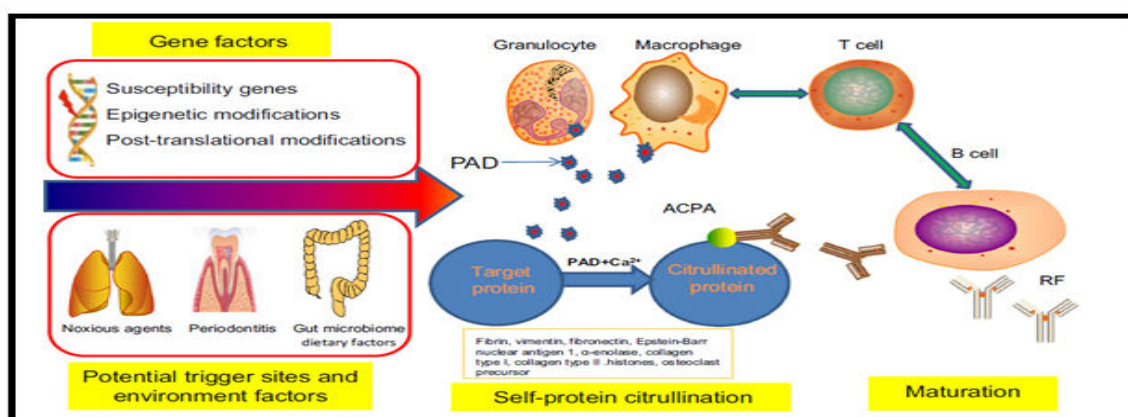 Gene factors
Susceptibility genes
Epigenetic modifications
Post-translational modifications
Noxious agents
Periodontitis
Gut microbiome
dietary factors
Potential trigger sites and
environment factors
Granulocyte
Macrophage
T cell
PAD
B cell
ACPA
Target
protein
PAD+Ca²⁺
Citrullinated
protein
RF
Fibrin, vimentin, fibronectin, Epstein-Barr
nuclear antigen 1, α-enolase, collagen
type I, collagen type II .histones, osteoclast
precursor
Self-protein citrullination
Maturation